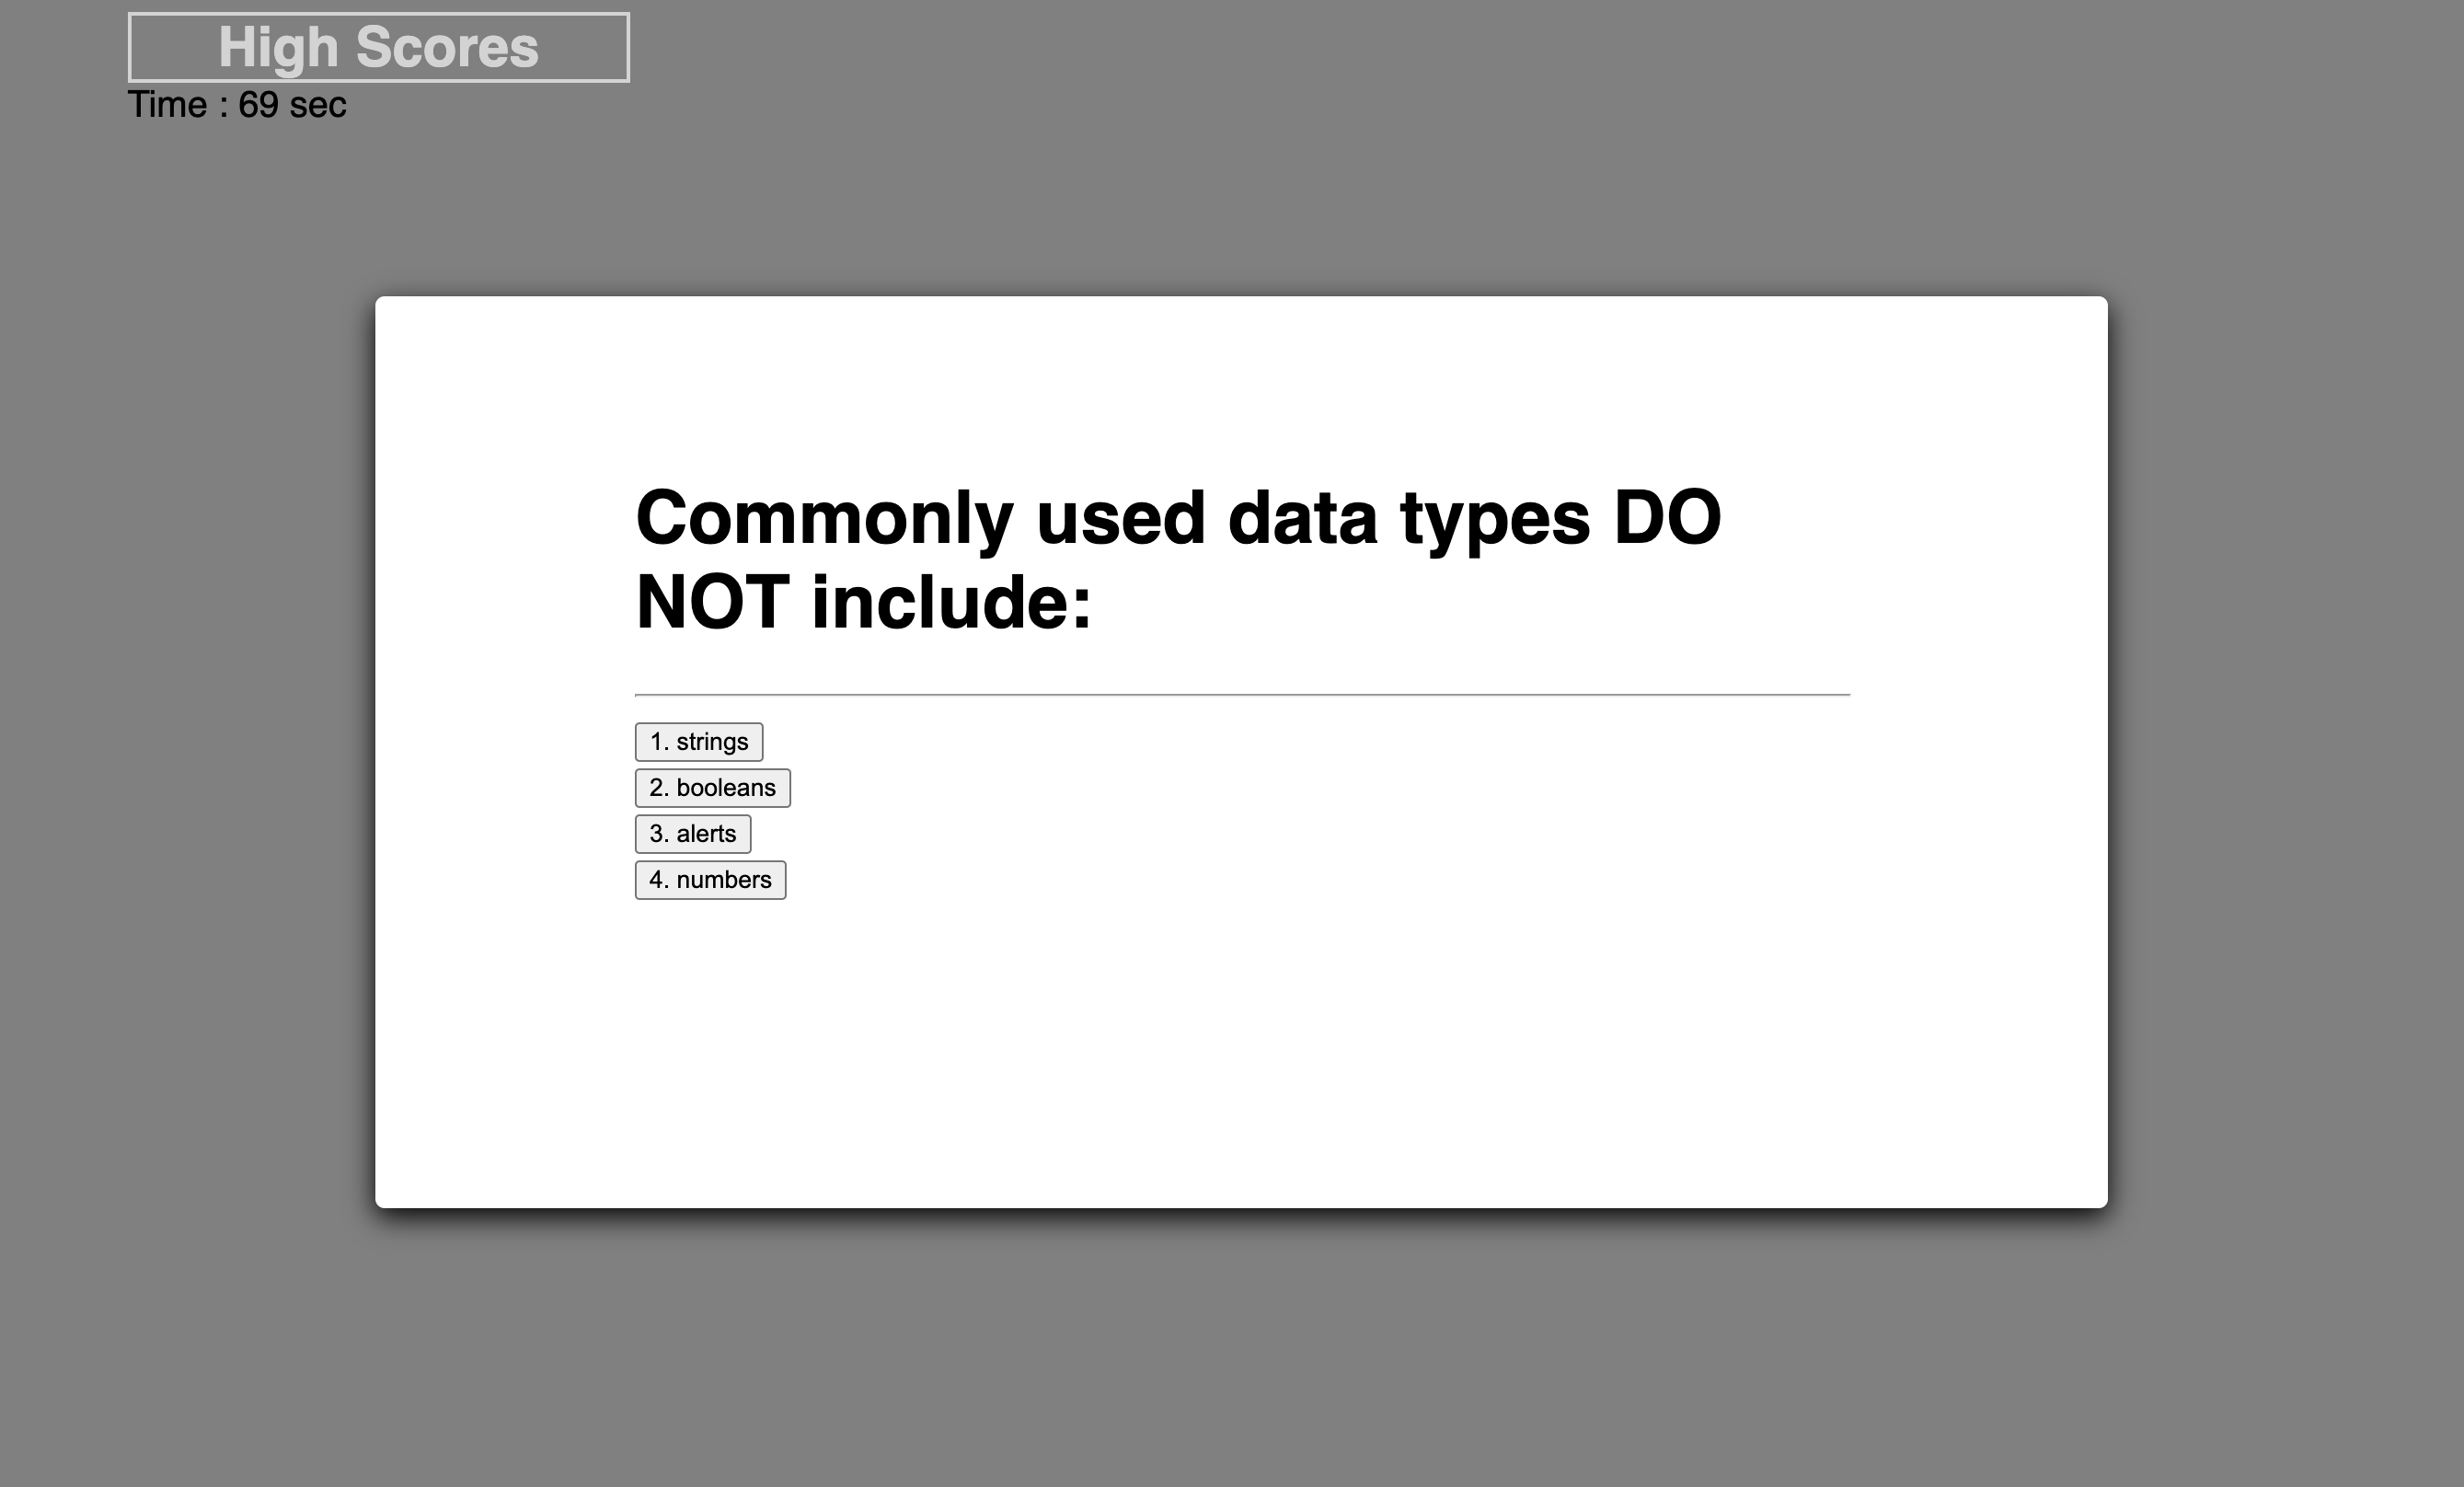 High Scores
Time : 69 sec
Commonly used data types DO
NOT include:
1. strings
2. booleans
3. alerts
4. numbers